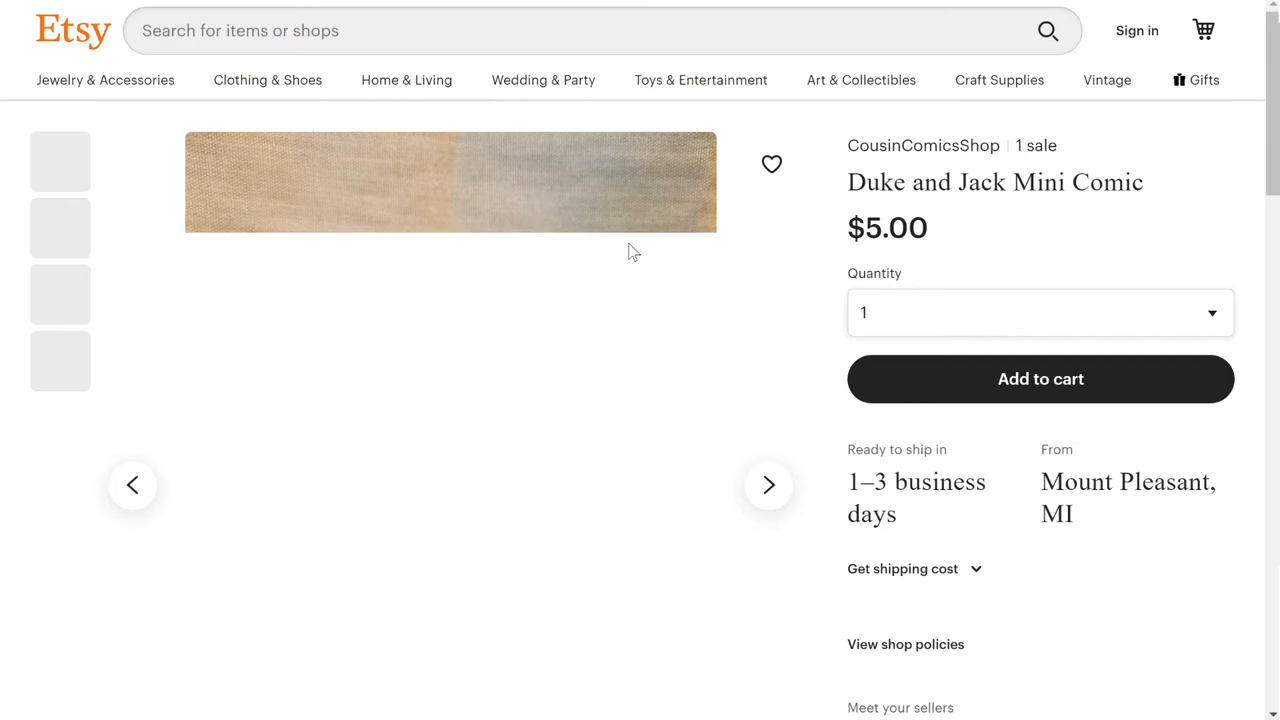 Etsy
Search for items or shops
Sign in
Jewelry & Accessories
Clothing & Shoes
Home & Living
Wedding & Party
Toys & Entertainment
Art & Collectibles
Craft Supplies
Vintage
Gifts
CousinComicsShop
1 sale
Duke and Jack Mini Comic
$5.00
Quantity
1
Add to cart
Ready to ship in
1–3 business
days
From
Mount Pleasant,
MI
Get shipping cost
View shop policies
Meet your sellers